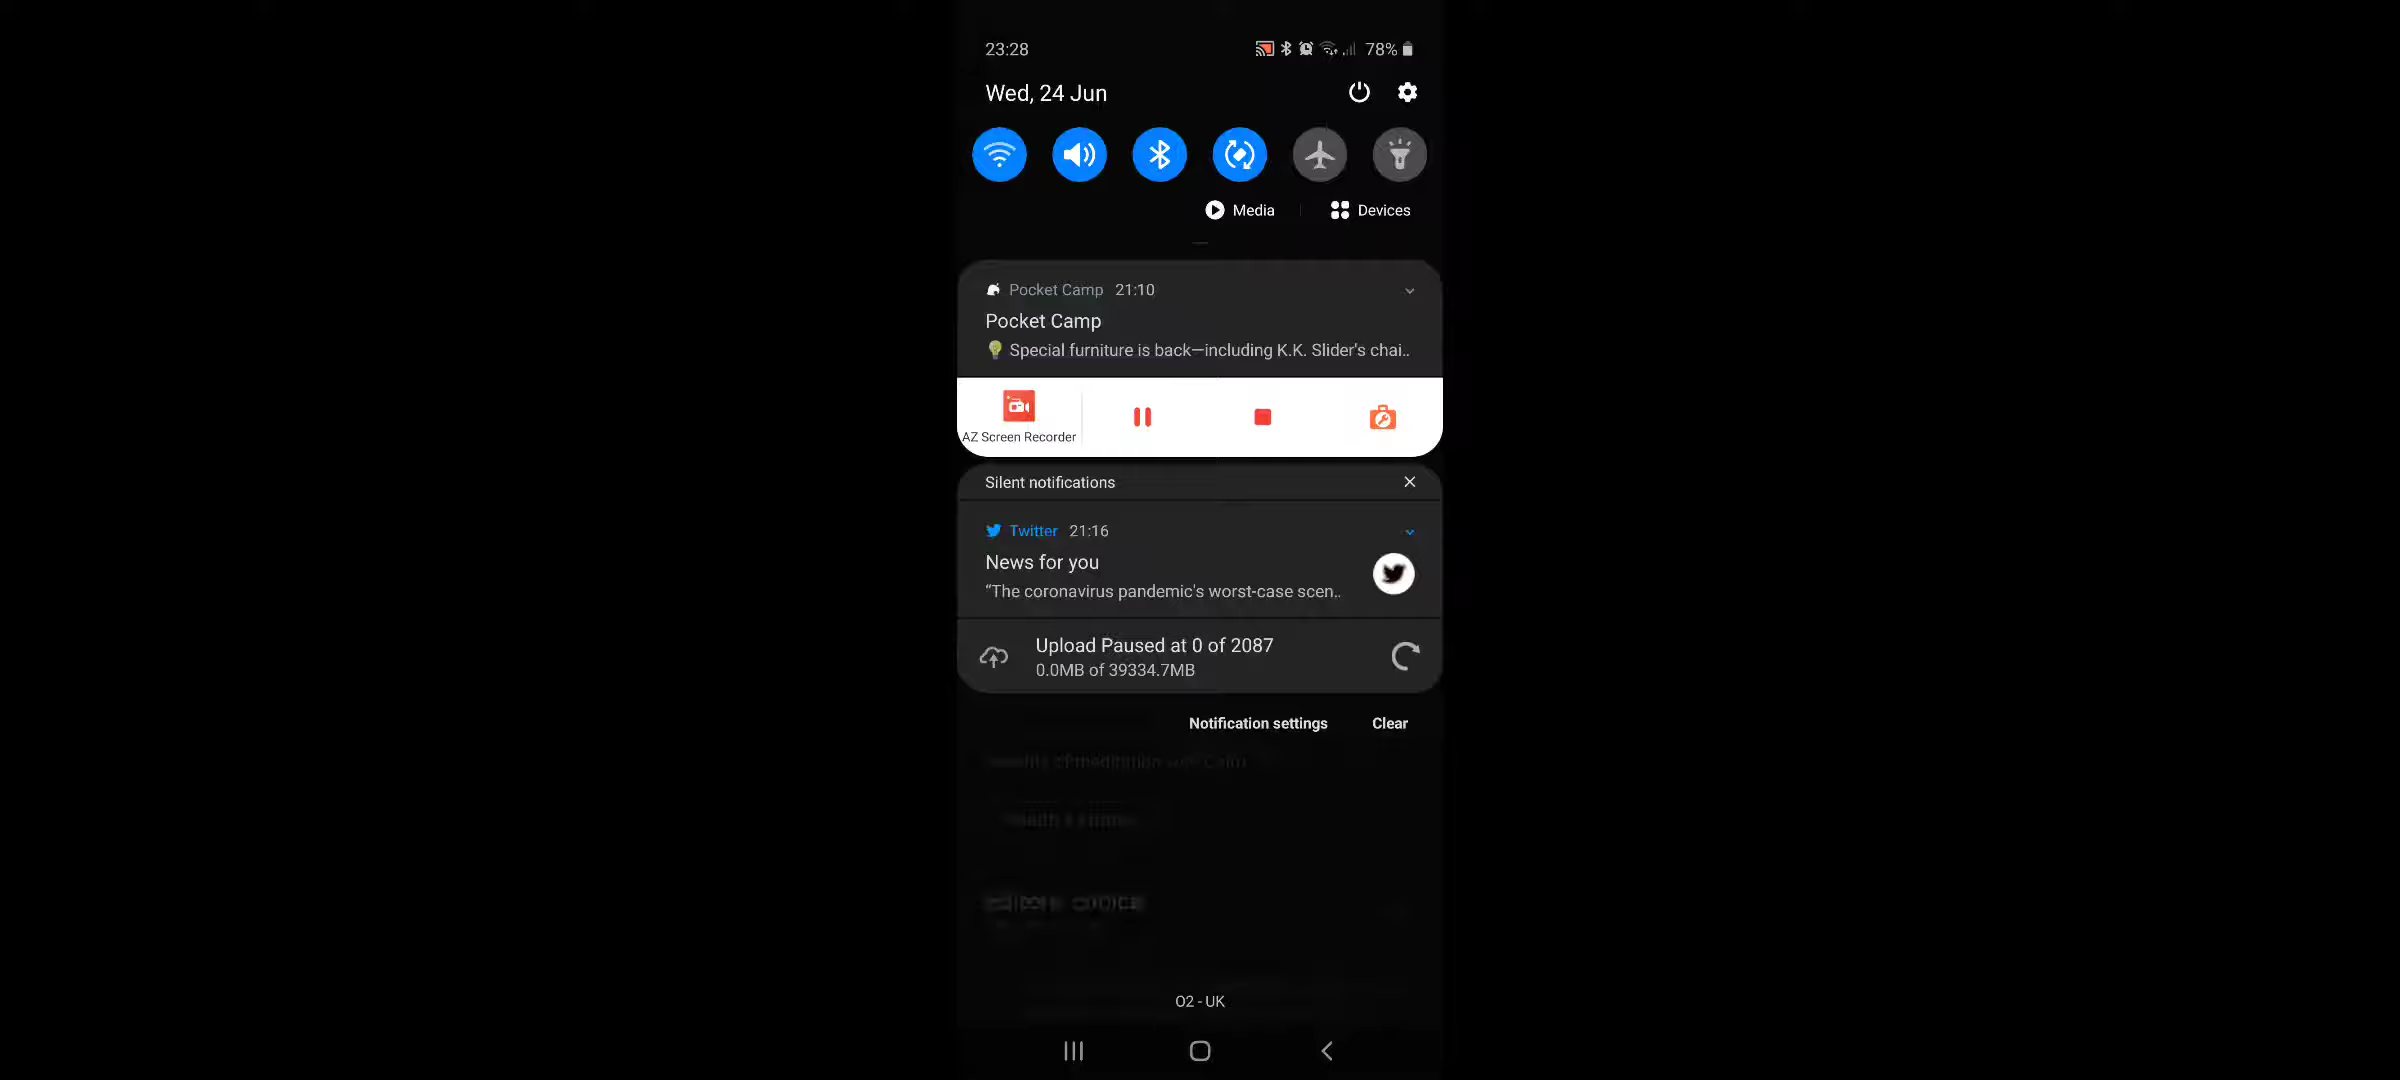 23:28
78%
Wed, 24 Jun
Media
Devices
Pocket Camp 21:10
Pocket Camp
Special furniture is back—including K.K. Slider's chai..
AZ Screen Recorder
Silent notifications
Twitter 21:16
News for you
“The coronavirus pandemic's worst-case scen..
Upload Paused at 0 of 2087
0.0MB of 39334.7MB
Notification settings
Clear
O2 - UK